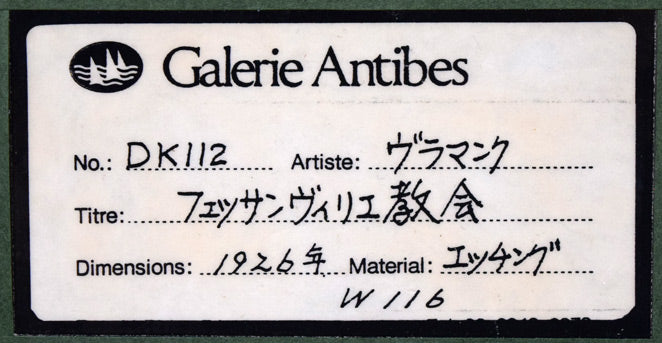 Galerie Antibes
No.: DK112 Artiste: ヴラマンク
Titre: フェッサンヴィリエ教会
Dimensions: 1926年 Material: エッチング
W116